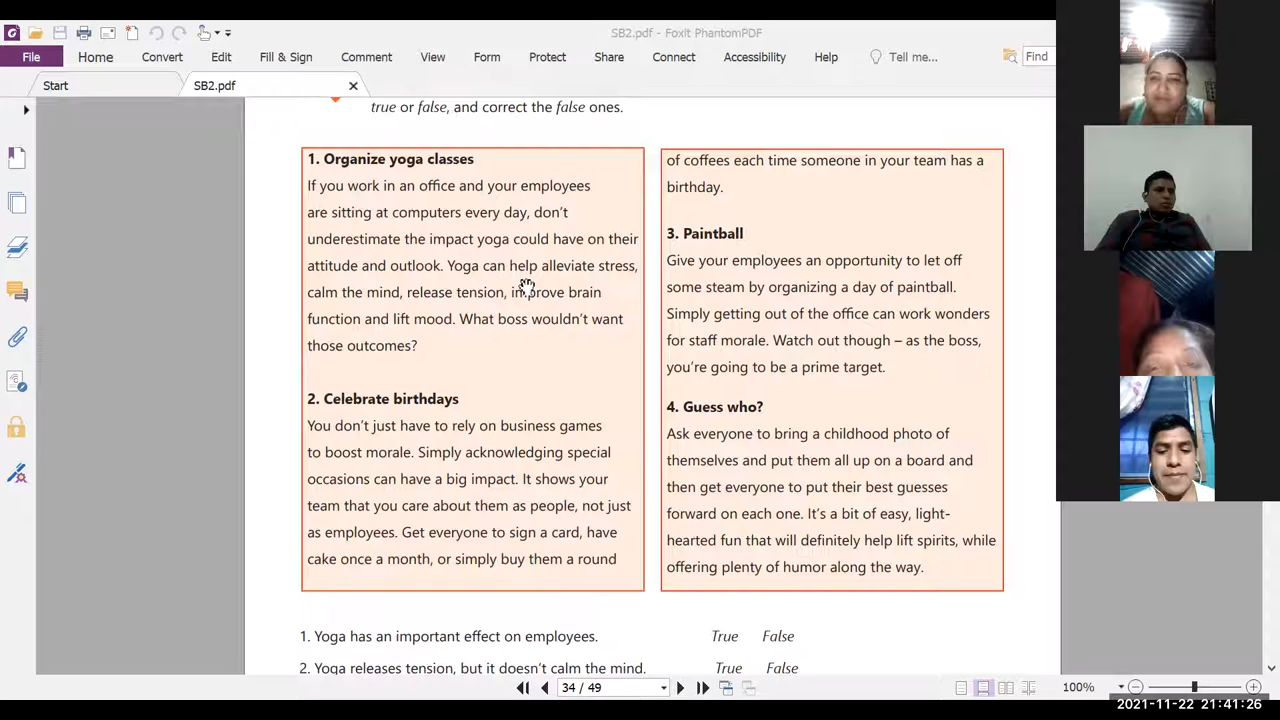 SB2.pdf - Foxit PhantomPDF
File Home Convert Edit Fill & Sign Comment View Form Protect Share Connect Accessibility Help Tell me... Find
Start SB2.pdf
true or false, and correct the false ones.
1. Organize yoga classes
If you work in an office and your employees
are sitting at computers every day, don't
underestimate the impact yoga could have on their
attitude and outlook. Yoga can help alleviate stress,
calm the mind, release tension, improve brain
function and lift mood. What boss wouldn't want
those outcomes?
2. Celebrate birthdays
You don't just have to rely on business games
to boost morale. Simply acknowledging special
occasions can have a big impact. It shows your
team that you care about them as people, not just
as employees. Get everyone to sign a card, have
cake once a month, or simply buy them a round
of coffees each time someone in your team has a
birthday.
3. Paintball
Give your employees an opportunity to let off
some steam by organizing a day of paintball.
Simply getting out of the office can work wonders
for staff morale. Watch out though – as the boss,
you're going to be a prime target.
4. Guess who?
Ask everyone to bring a childhood photo of
themselves and put them all up on a board and
then get everyone to put their best guesses
forward on each one. It's a bit of easy, light-
hearted fun that will definitely help lift spirits, while
offering plenty of humor along the way.
1. Yoga has an important effect on employees. True False
2. Yoga releases tension, but it doesn't calm the mind. True False
34 / 49 100%
2021-11-22 21:41:26